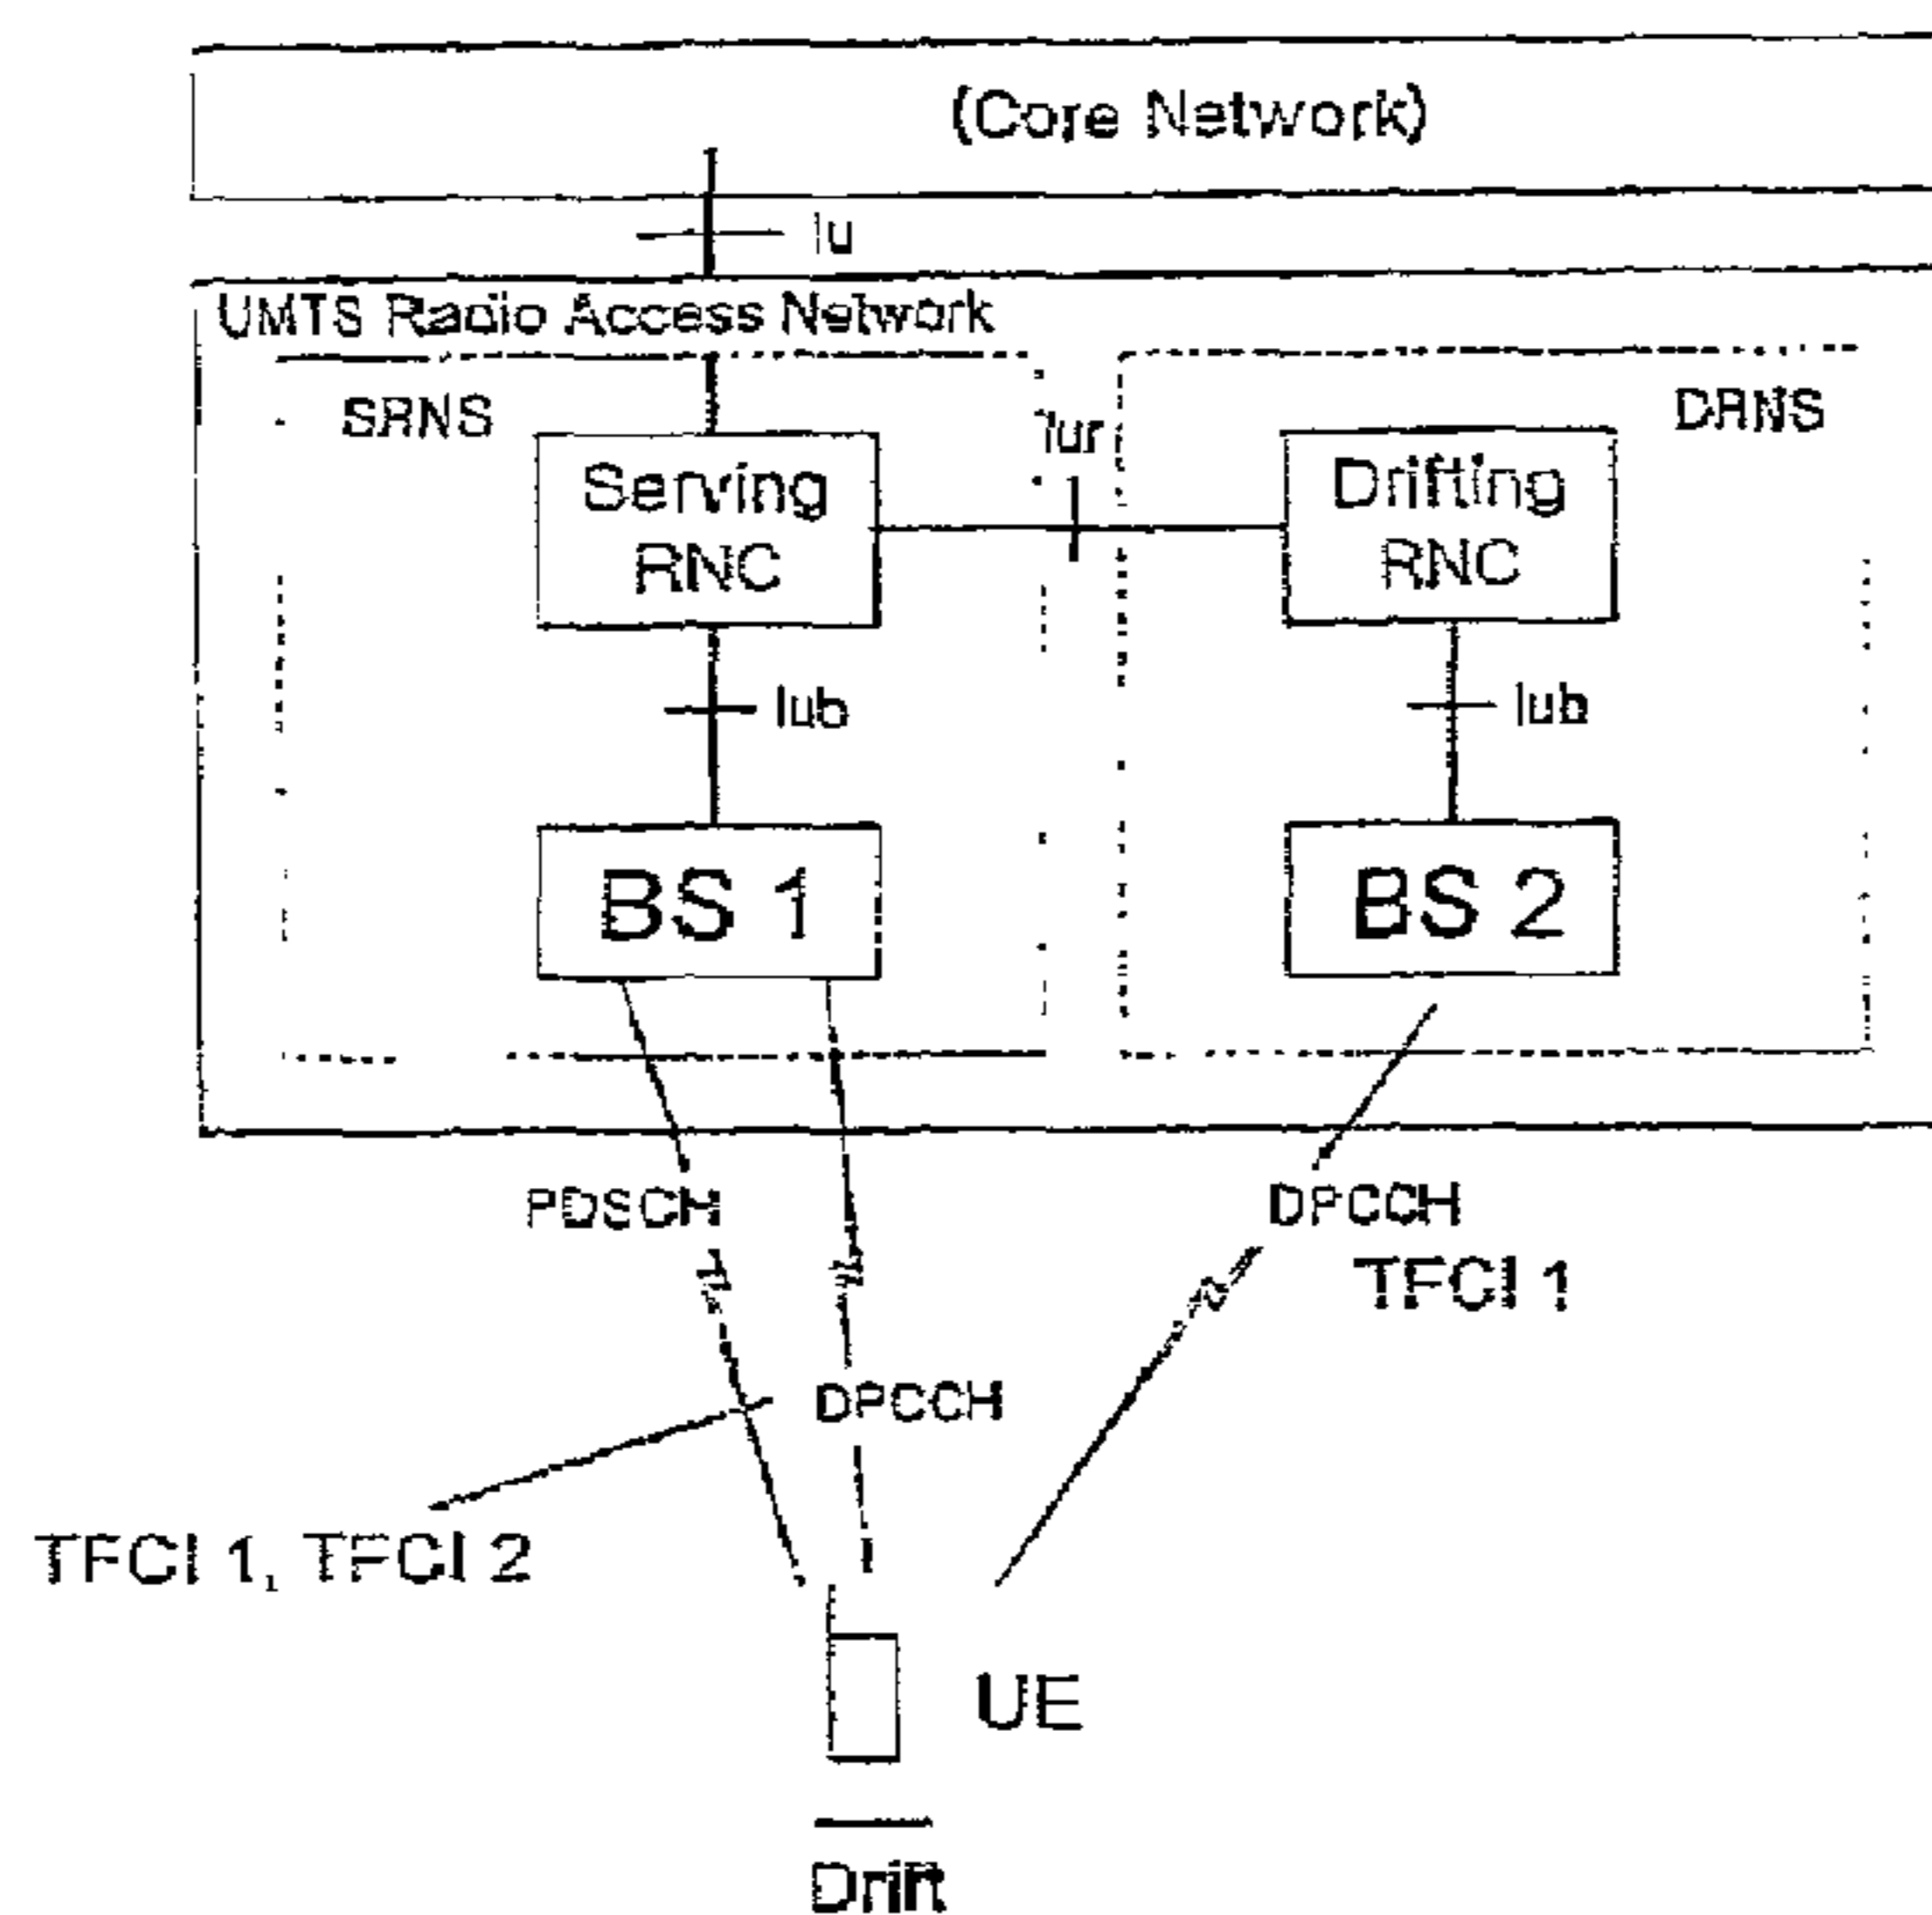 (Core Network)
Iu
UMTS Radio Access Network
SRNS
Iur
DRNS
Serving
RNC
Drifting
RNC
Iub
Iub
BS 1
BS 2
PDSCH
DPCCH
TFCI 1
DPCCH
TFCI 1, TFCI 2
UE
Drift